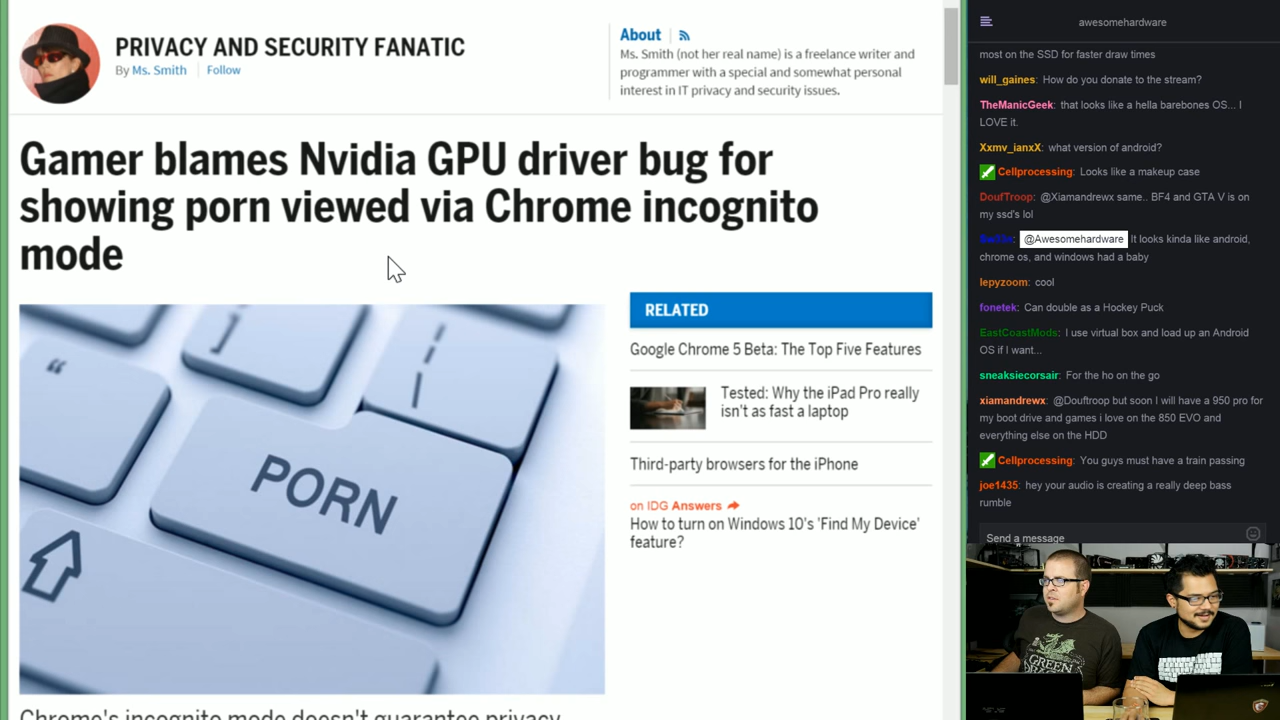 PRIVACY AND SECURITY FANATIC
By Ms. Smith Follow
About
Ms. Smith (not her real name) is a freelance writer and
programmer with a special and somewhat personal
interest in IT privacy and security issues.
Gamer blames Nvidia GPU driver bug for
showing porn viewed via Chrome incognito
mode
PORN
RELATED
Google Chrome 5 Beta: The Top Five Features
Tested: Why the iPad Pro really
isn't as fast a laptop
Third-party browsers for the iPhone
on IDG Answers
How to turn on Windows 10's 'Find My Device'
feature?
Chrome's incognito mode doesn't guarantee privacy
awesomehardware
most on the SSD for faster draw times
will_gaines: How do you donate to the stream?
TheManicGeek: that looks like a hella barebones OS... I
LOVE it.
Xxmv_ianxX: what version of android?
Cellprocessing: Looks like a makeup case
DoufTroop: @Xiamandrewx same.. BF4 and GTA V is on
my ssd's lol
@Awesomehardware It looks kinda like android,
chrome os, and windows had a baby
lepyzoom: cool
fonetek: Can double as a Hockey Puck
EastCoastMods: I use virtual box and load up an Android
OS if I want...
sneaksiecorsair: For the ho on the go
xiamandrewx: @Douftroop but soon I will have a 950 pro for
my boot drive and games i love on the 850 EVO and
everything else on the HDD
Cellprocessing: You guys must have a train passing
joe1435: hey your audio is creating a really deep bass
rumble
Send a message
GREEN